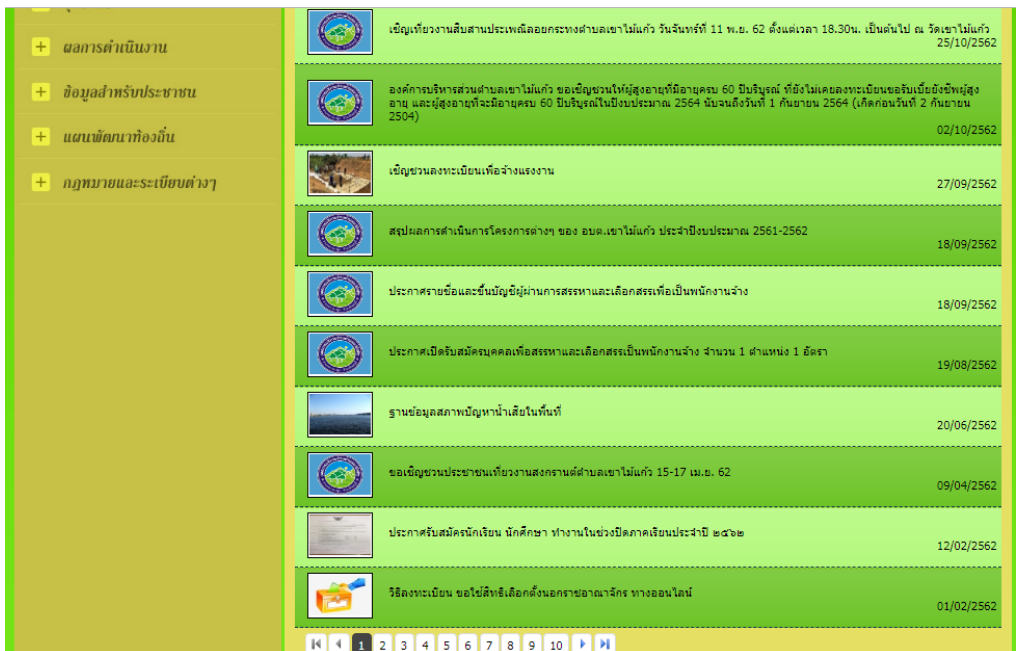 ผลการดำเนินงาน
ข้อมูลสำหรับประชาชน
แผนพัฒนาท้องถิ่น
กฎหมายและระเบียบต่างๆ
เชิญเที่ยวงานสืบสานประเพณีลอยกระทงตำบลเขาไม้แก้ว วันจันทร์ที่ 11 พ.ย. 62 ตั้งแต่เวลา 18.30น. เป็นต้นไป ณ วัดเขาไม้แก้ว
25/10/2562
องค์การบริหารส่วนตำบลเขาไม้แก้ว ขอเชิญชวนให้ผู้สูงอายุที่มีอายุครบ 60 ปีบริบูรณ์ ที่ยังไม่เคยลงทะเบียนขอรับเบี้ยยังชีพผู้สูง
อายุ และผู้สูงอายุที่จะมีอายุครบ 60 ปีบริบูรณ์ในปีงบประมาณ 2564 นับจนถึงวันที่ 1 กันยายน 2564 (เกิดก่อนวันที่ 2 กันยายน
2504)
02/10/2562
เชิญชวนลงทะเบียนเพื่อจ้างแรงงาน
27/09/2562
สรุปผลการดำเนินการโครงการต่างๆ ของ อบต.เขาไม้แก้ว ประจำปีงบประมาณ 2561-2562
18/09/2562
ประกาศรายชื่อและขึ้นบัญชีผู้ผ่านการสรรหาและเลือกสรรเพื่อเป็นพนักงานจ้าง
18/09/2562
ประกาศเปิดรับสมัครบุคคลเพื่อสรรหาและเลือกสรรเป็นพนักงานจ้าง จำนวน 1 ตำแหน่ง 1 อัตรา
19/08/2562
ฐานข้อมูลสภาพปัญหาน้ำเสียในพื้นที่
20/06/2562
ขอเชิญชวนประชาชนเที่ยวงานสงกรานต์ตำบลเขาไม้แก้ว 15-17 เม.ย. 62
09/04/2562
ประกาศรับสมัครนักเรียน นักศึกษา ทำงานในช่วงปิดภาคเรียนประจำปี ๒๕๖๒
12/02/2562
วิธีลงทะเบียน ขอใช้สิทธิเลือกตั้งนอกราชอาณาจักร ทางออนไลน์
01/02/2562
1 2 3 4 5 6 7 8 9 10